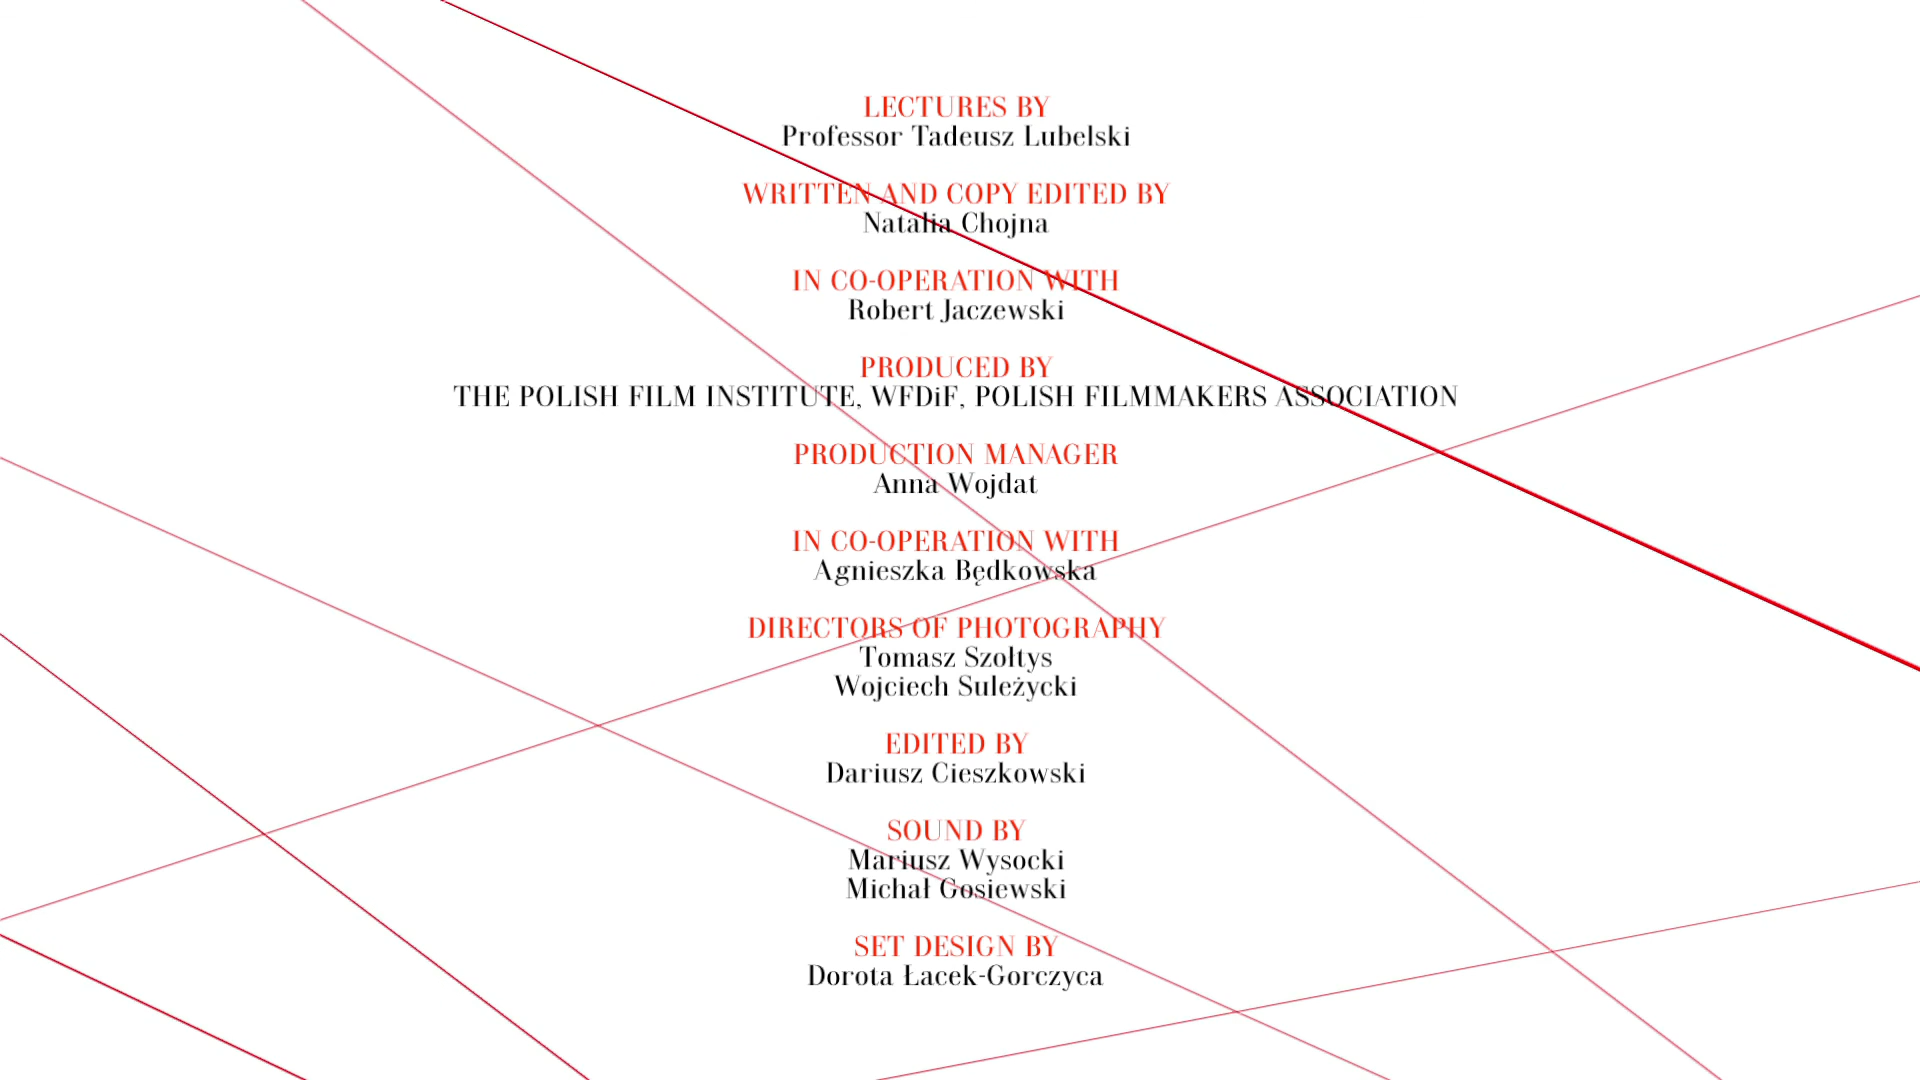 LECTURES BY
Professor Tadeusz Lubelski
WRITTEN AND COPY EDITED BY
Natalia Chojna
IN CO-OPERATION WITH
Robert Jaczewski
PRODUCED BY
THE POLISH FILM INSTITUTE, WFDiF, POLISH FILMMAKERS ASSOCIATION
PRODUCTION MANAGER
Anna Wojdat
IN CO-OPERATION WITH
Agnieszka Będkowska
DIRECTORS OF PHOTOGRAPHY
Tomasz Szołtys
Wojciech Suleżycki
EDITED BY
Dariusz Cieszkowski
SOUND BY
Mariusz Wysocki
Michał Gosiewski
SET DESIGN BY
Dorota Łacek-Gorczyca